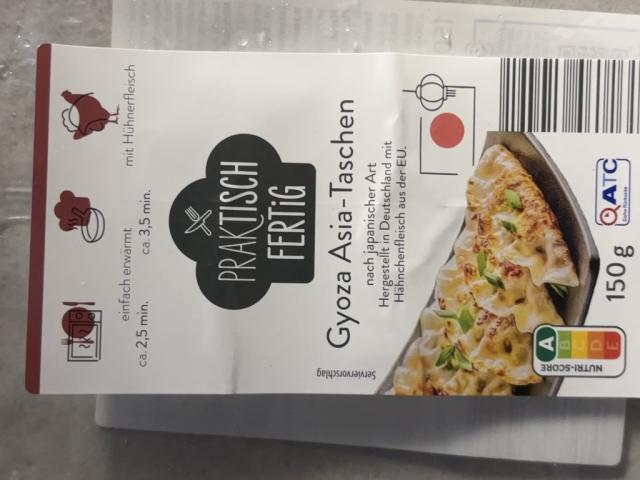 mit Hühnerfleisch
einfach erwärmt
ca. 2,5 min.
ca. 3,5 min.
PRAKTISCH
FERTIG
Gyoza Asia-Taschen
nach japanischer Art
Hergestellt in Deutschland mit
Hähnchenfleisch aus der EU.
Serviervorschlag
NUTRI-SCORE
A
B
C
D
E
150 g
ATC